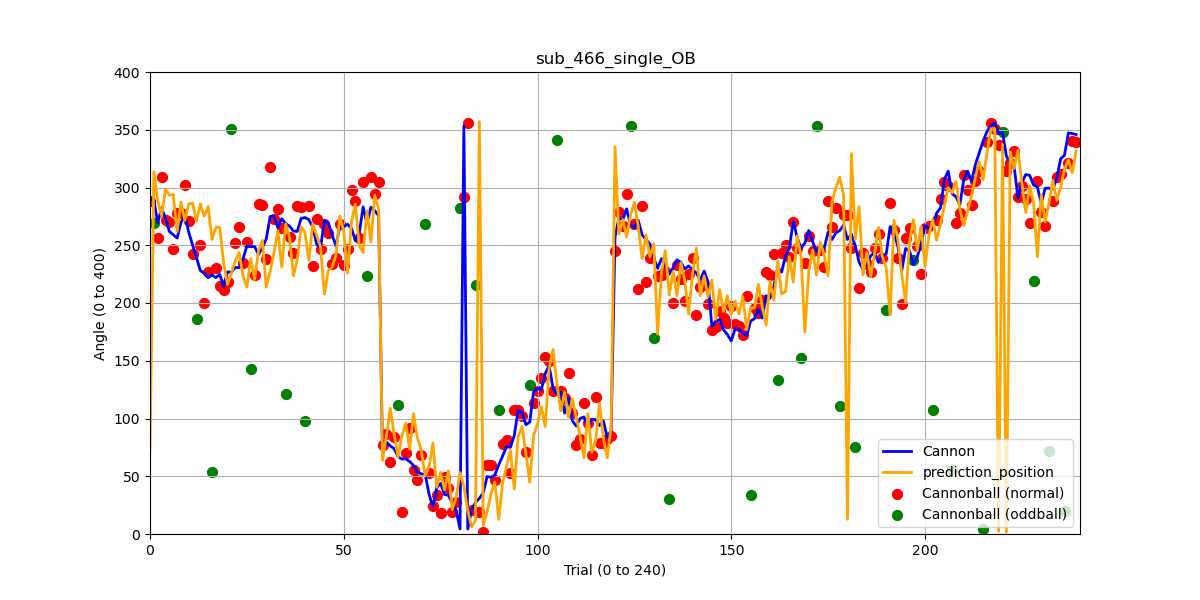 sub_466_single_OB
400
350
300
250
200
150
100
50
0
Angle (0 to 400)
0 50 100 150 200
Trial (0 to 240)
Cannon
prediction_position
Cannonball (normal)
Cannonball (oddball)